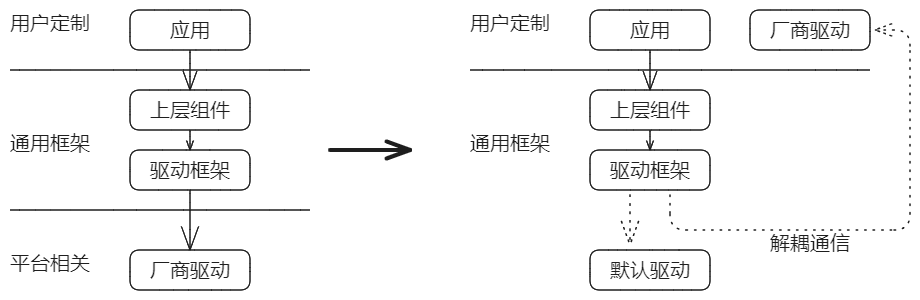 用户定制
应用
上层组件
通用框架
驱动框架
平台相关
厂商驱动
用户定制
应用
厂商驱动
上层组件
通用框架
驱动框架
解耦通信
默认驱动